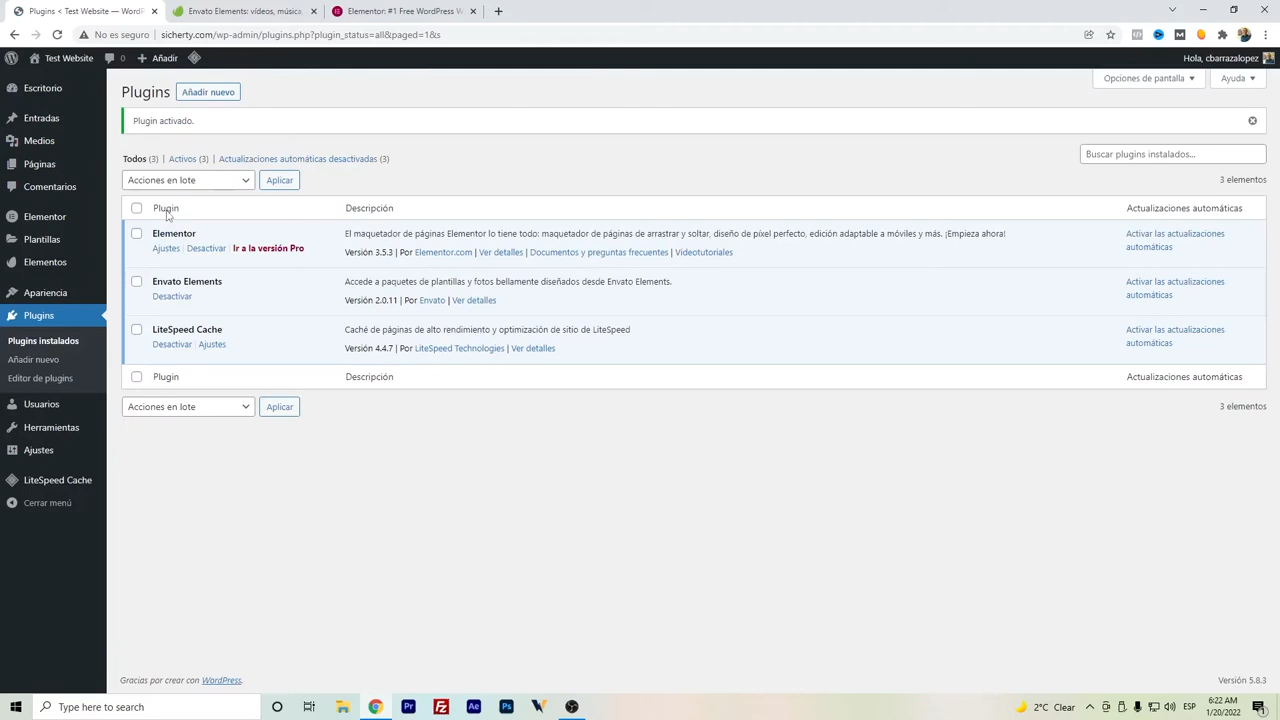 Plugins < Test Website — WordP
Envato Elements: vídeos, música,
Elementor: #1 Free WordPress W
No es seguro
sicherty.com/wp-admin/plugins.php?plugin_status=all&paged=1&s
Test Website
0
Añadir
Hola, cbarrazalopez
Escritorio
Entradas
Medios
Páginas
Comentarios
Elementor
Plantillas
Elementos
Apariencia
Plugins
Plugins instalados
Añadir nuevo
Editor de plugins
Usuarios
Herramientas
Ajustes
LiteSpeed Cache
Cerrar menú
Opciones de pantalla
Ayuda
Plugins
Añadir nuevo
Plugin activado.
Todos (3) | Activos (3) | Actualizaciones automáticas desactivadas (3)
Buscar plugins instalados...
Acciones en lote
Aplicar
3 elementos
Plugin
Descripción
Actualizaciones automáticas
Elementor
Ajustes | Desactivar | Ir a la versión Pro
El maquetador de páginas Elementor lo tiene todo: maquetador de páginas de arrastrar y soltar, diseño de píxel perfecto, edición adaptable a móviles y más. ¡Empieza ahora!
Versión 3.5.3 | Por Elementor.com | Ver detalles | Documentos y preguntas frecuentes | Videotutoriales
Activar las actualizaciones
automáticas
Envato Elements
Desactivar
Accede a paquetes de plantillas y fotos bellamente diseñados desde Envato Elements.
Versión 2.0.11 | Por Envato | Ver detalles
Activar las actualizaciones
automáticas
LiteSpeed Cache
Desactivar | Ajustes
Caché de páginas de alto rendimiento y optimización de sitio de LiteSpeed
Versión 4.4.7 | Por LiteSpeed Technologies | Ver detalles
Activar las actualizaciones
automáticas
Plugin
Descripción
Actualizaciones automáticas
Acciones en lote
Aplicar
3 elementos
Gracias por crear con WordPress.
Versión 5.8.3
Type here to search
Pr
Fz
Ae
Ps
2°C Clear
ESP
6:22 AM
1/20/2022